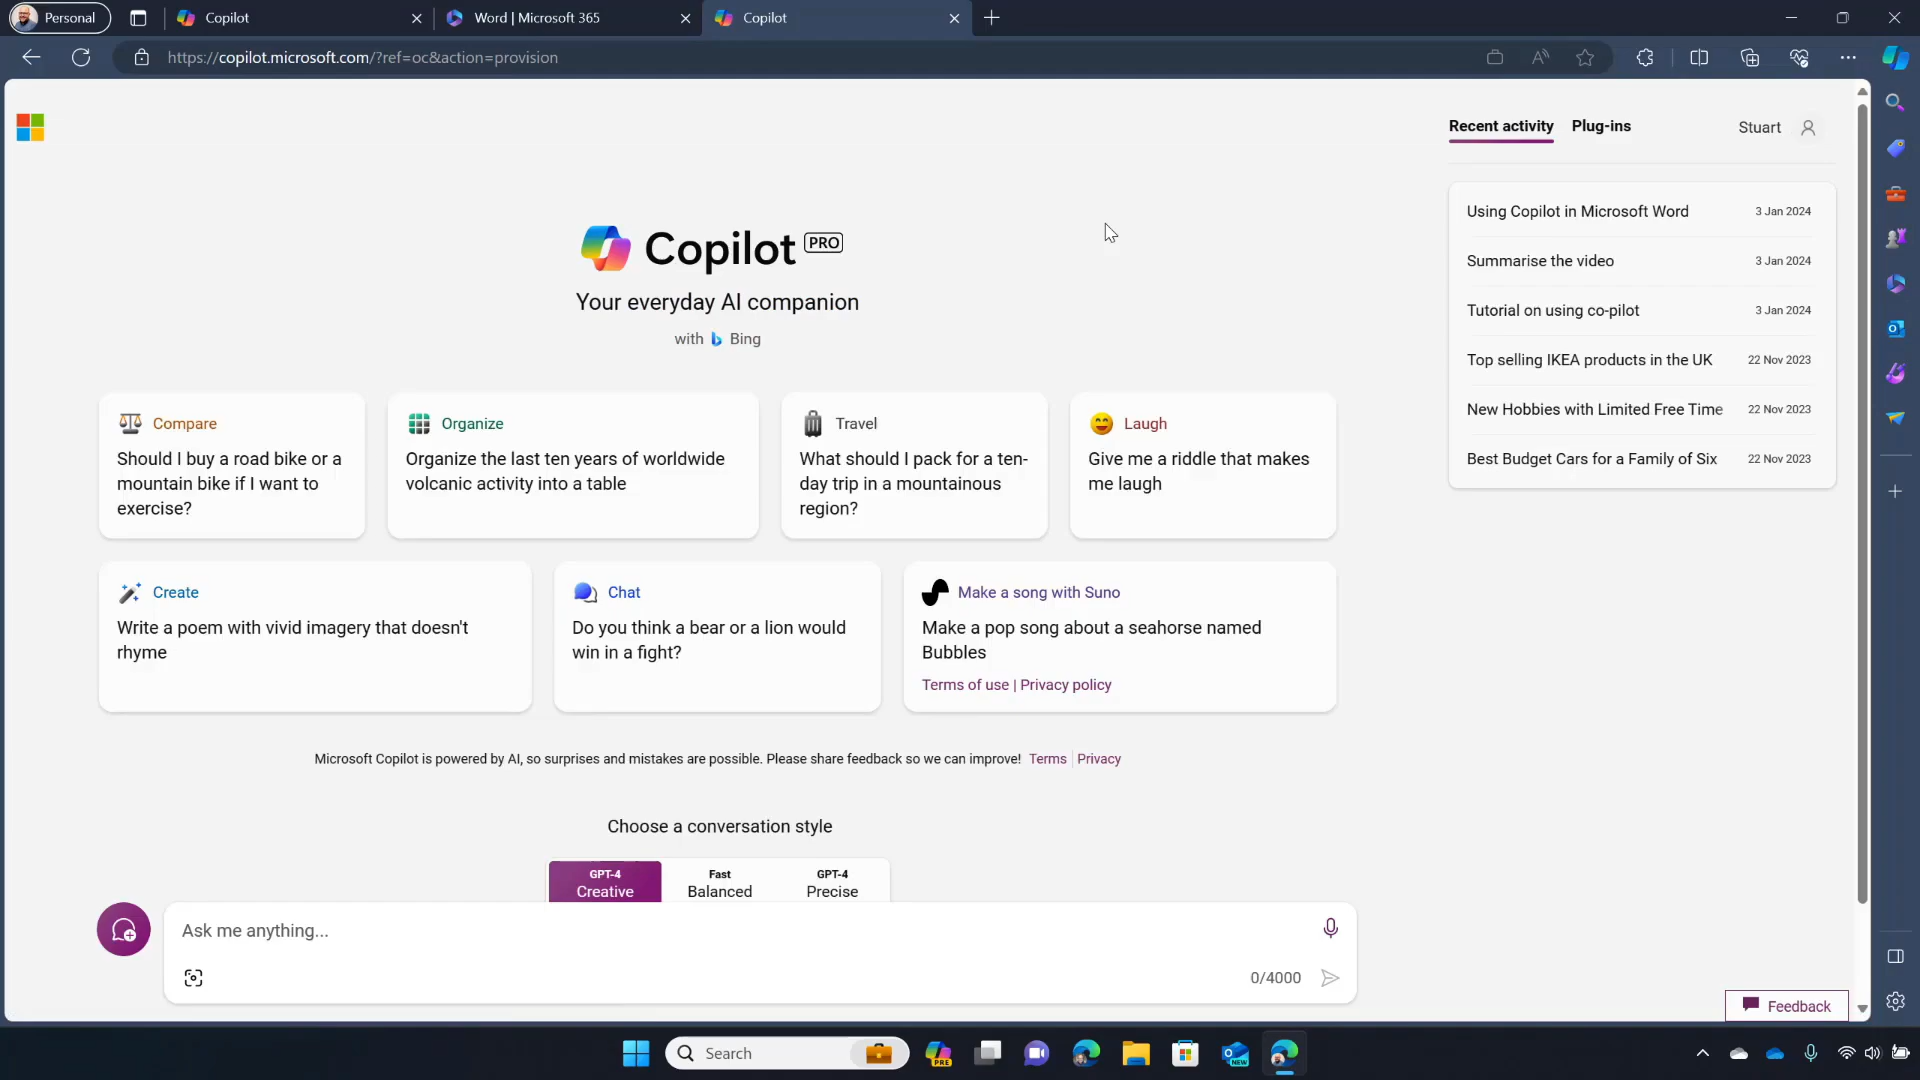 Personal
Copilot
Word | Microsoft 365
Copilot
https://copilot.microsoft.com/?ref=oc&action=provision
Recent activity
Plug-ins
Stuart
Copilot PRO
Your everyday AI companion
with Bing
Using Copilot in Microsoft Word 3 Jan 2024
Summarise the video 3 Jan 2024
Tutorial on using co-pilot 3 Jan 2024
Top selling IKEA products in the UK 22 Nov 2023
New Hobbies with Limited Free Time 22 Nov 2023
Best Budget Cars for a Family of Six 22 Nov 2023
Compare
Should I buy a road bike or a
mountain bike if I want to
exercise?
Organize
Organize the last ten years of worldwide
volcanic activity into a table
Travel
What should I pack for a ten-
day trip in a mountainous
region?
Laugh
Give me a riddle that makes
me laugh
Create
Write a poem with vivid imagery that doesn't
rhyme
Chat
Do you think a bear or a lion would
win in a fight?
Make a song with Suno
Make a pop song about a seahorse named
Bubbles
Terms of use | Privacy policy
Microsoft Copilot is powered by AI, so surprises and mistakes are possible. Please share feedback so we can improve! Terms Privacy
Choose a conversation style
GPT-4
Creative
Fast
Balanced
GPT-4
Precise
Ask me anything...
0/4000
Feedback
Search
PRE
NEW